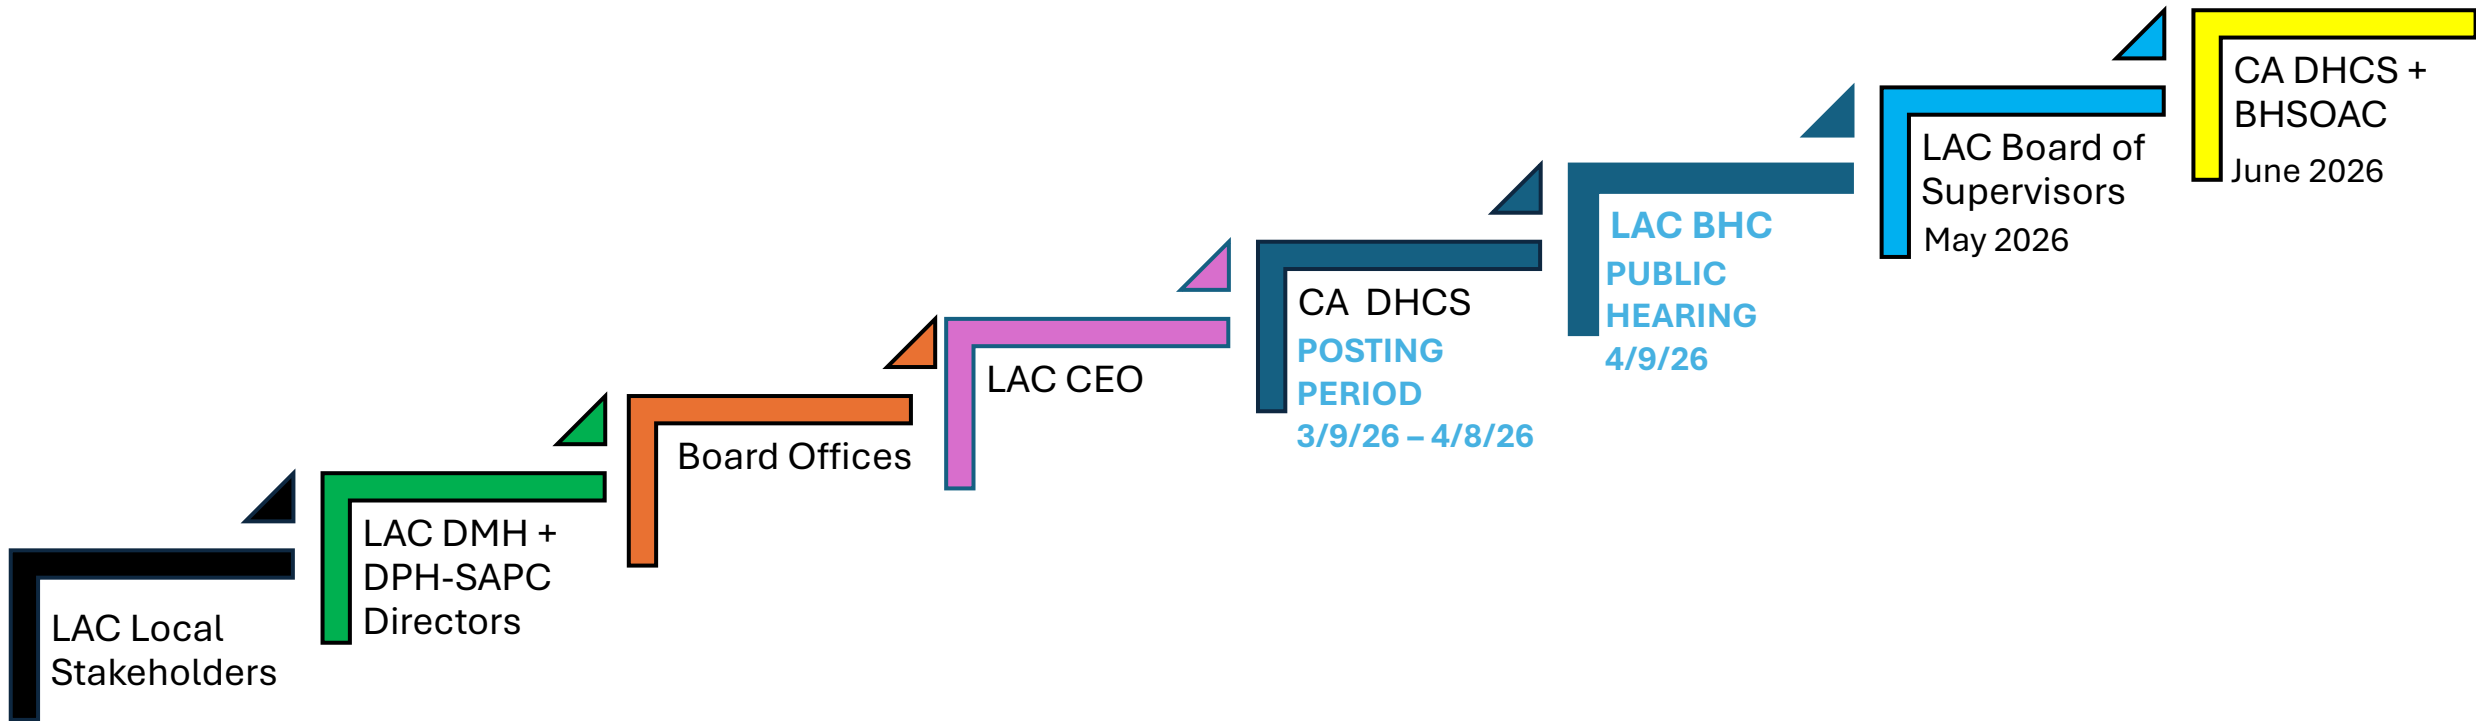 LAC Local
Stakeholders
LAC DMH +
DPH-SAPC
Directors
Board Offices
LAC CEO
CA DHCS
POSTING
PERIOD
3/9/26 – 4/8/26
LAC BHC
PUBLIC
HEARING
4/9/26
LAC Board of
Supervisors
May 2026
CA DHCS +
BHSOAC
June 2026